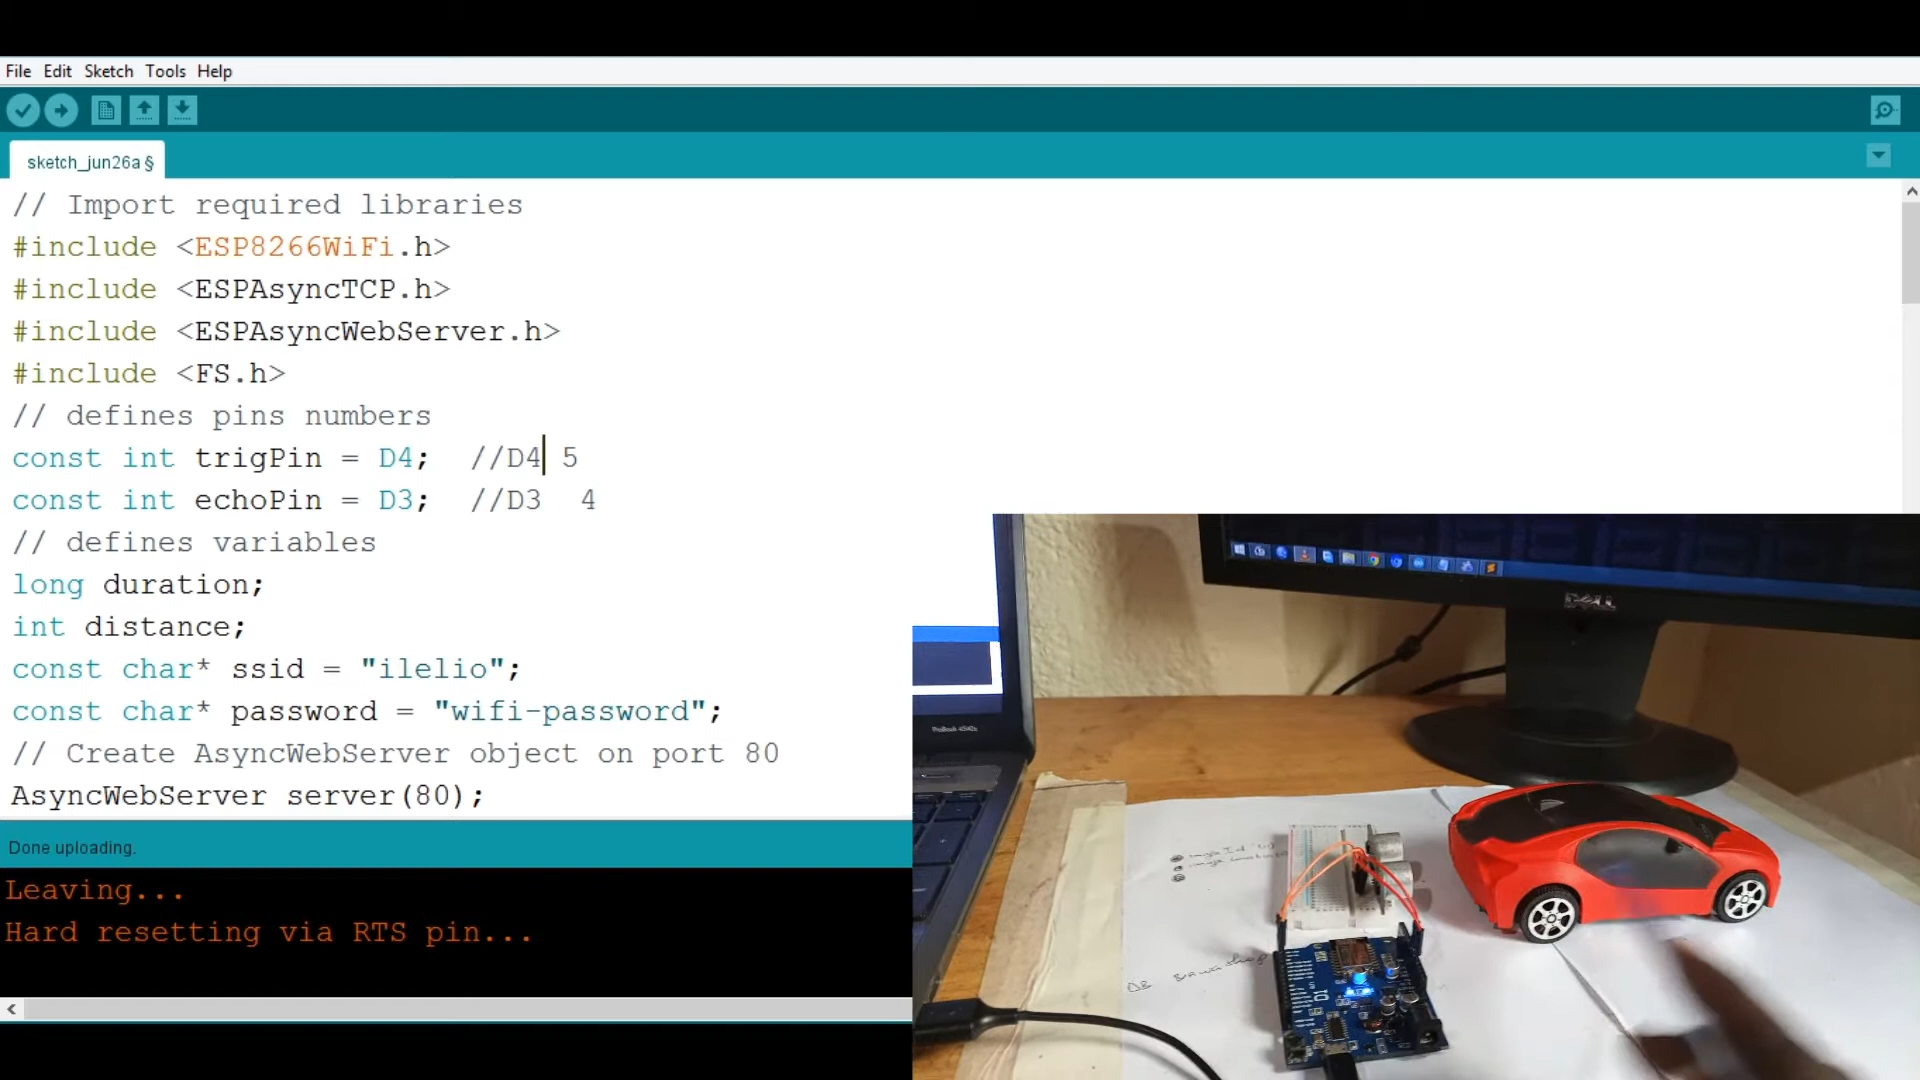 File Edit Sketch Tools Help
sketch_jun26a §
// Import required libraries
#include <ESP8266WiFi.h>
#include <ESPAsyncTCP.h>
#include <ESPAsyncWebServer.h>
#include <FS.h>
// defines pins numbers
const int trigPin = D4; //D4 5
const int echoPin = D3; //D3 4
// defines variables
long duration;
int distance;
const char* ssid = "ilelio";
const char* password = "wifi-password";
// Create AsyncWebServer object on port 80
AsyncWebServer server(80);
Done uploading.
Leaving...
Hard resetting via RTS pin...
DELL
ProBook 4540s
D1